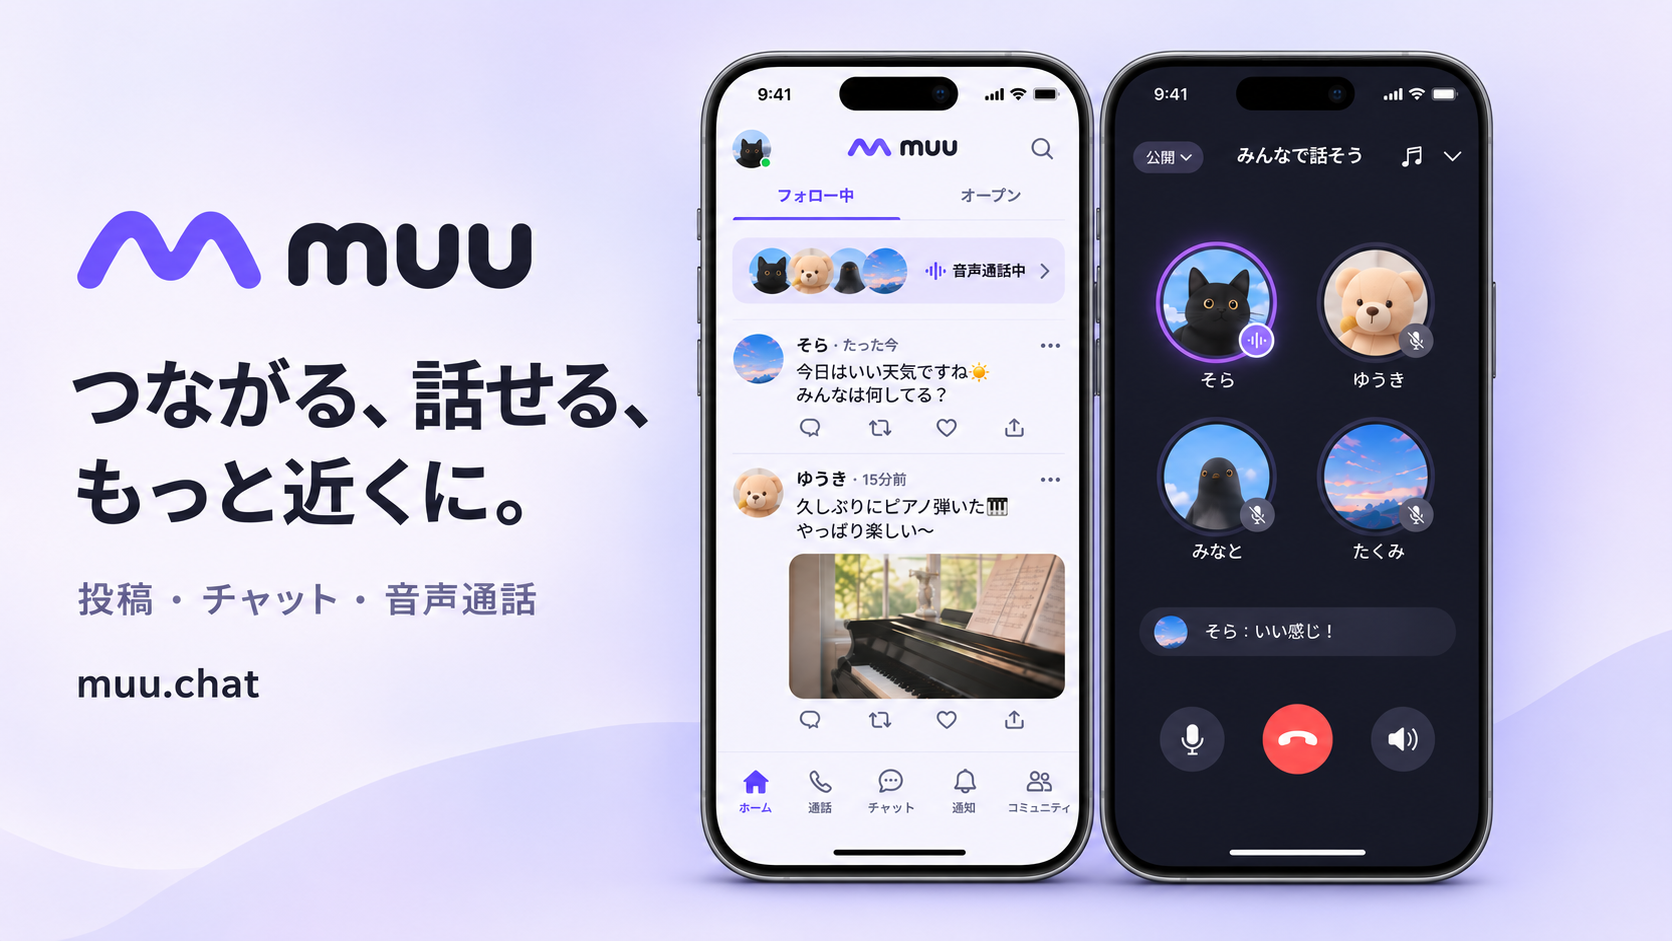 muu
つながる、話せる、
もっと近くに。
投稿・チャット・音声通話
muu.chat
9:41
muu
フォロー中
オープン
音声通話中
そら・たった今
今日はいい天気ですね☀️
みんなは何してる？
ゆうき・15分前
久しぶりにピアノ弾いた🎹
やっぱり楽しい〜
ホーム
通話
チャット
通知
コミュニティ
9:41
公開
みんなで話そう
そら
ゆうき
みなと
たくみ
そら：いい感じ！